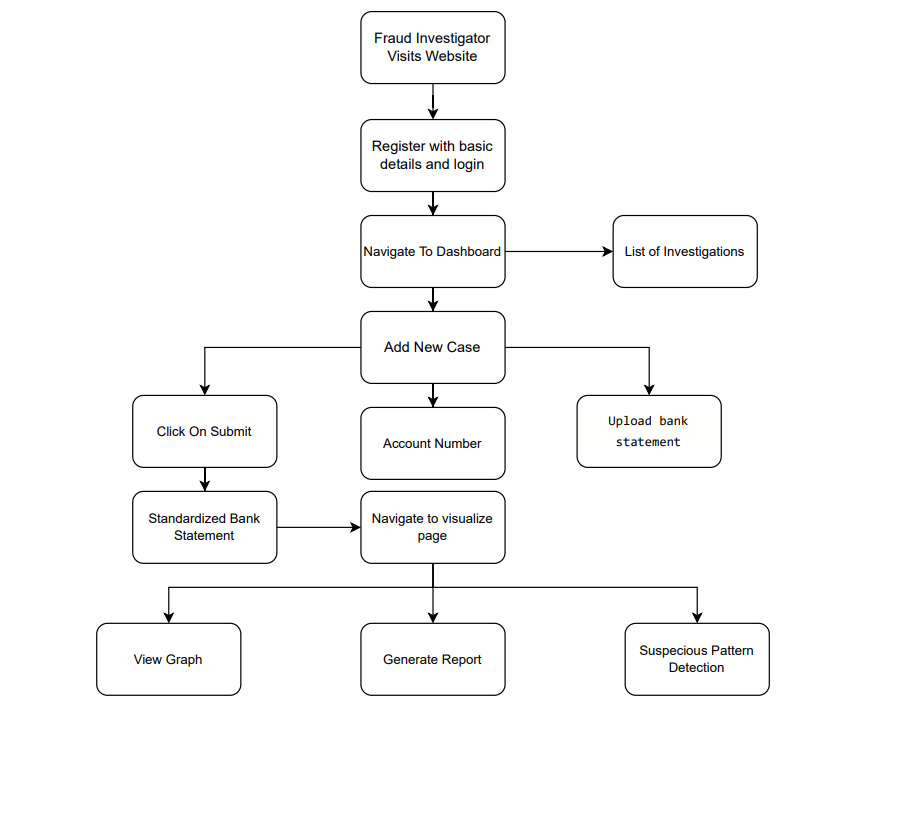 Fraud Investigator
Visits Website
Register with basic
details and login
Navigate To Dashboard
List of Investigations
Add New Case
Click On Submit
Account Number
Upload bank
statement
Standardized Bank
Statement
Navigate to visualize
page
View Graph
Generate Report
Suspecious Pattern
Detection